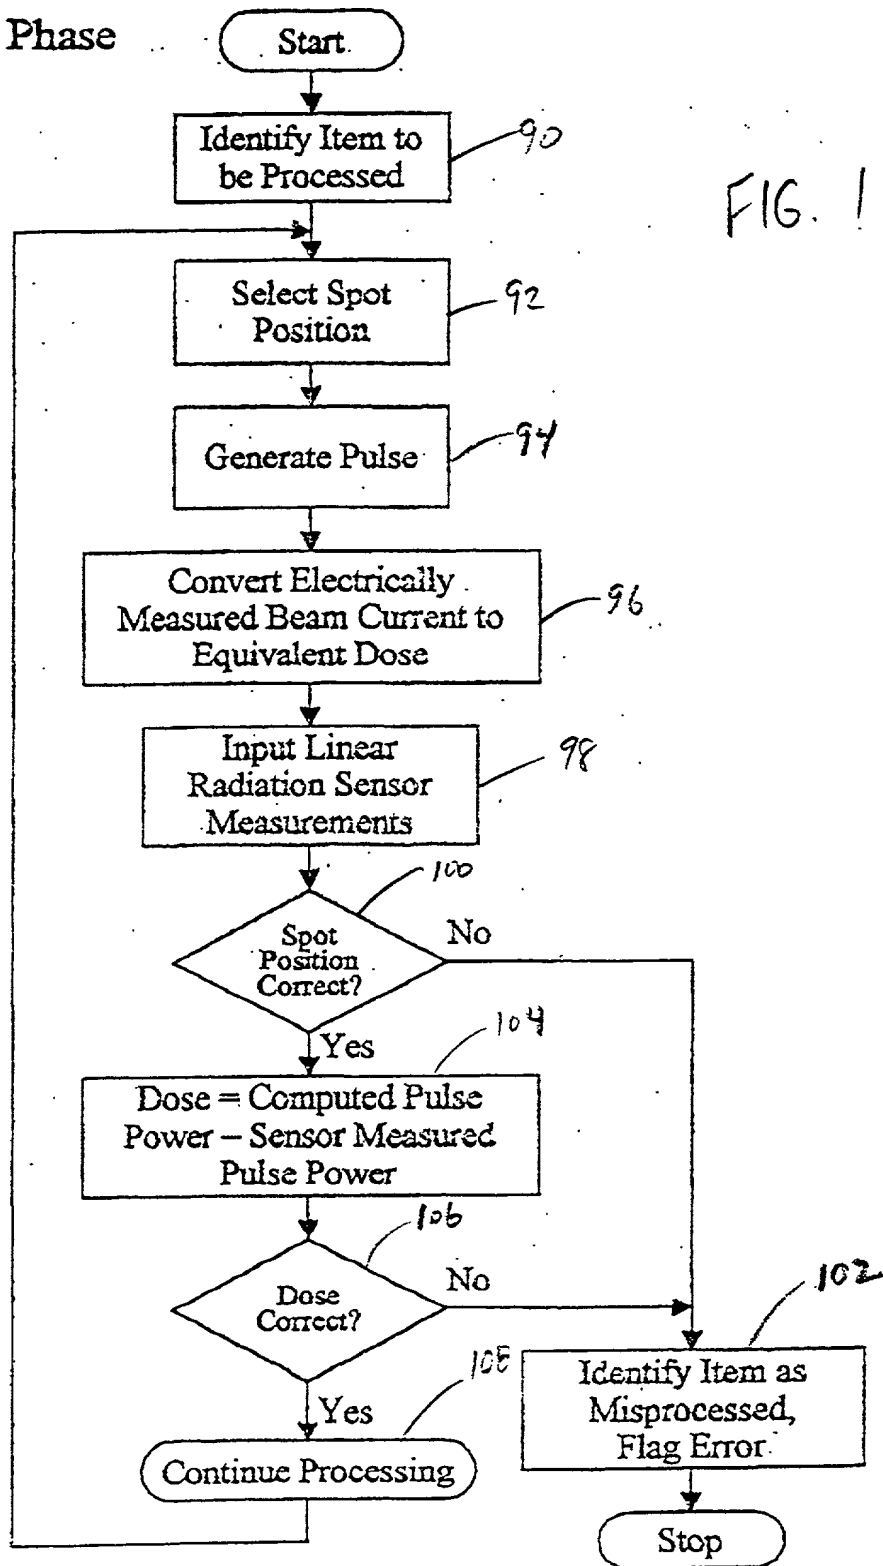 Phase
Start
Identify Item to
be Processed
90
FIG. 1
Select Spot
Position
92
Generate Pulse
94
Convert Electrically
Measured Beam Current to
Equivalent Dose
96
Input Linear
Radiation Sensor
Measurements
98
100
Spot
Position
Correct?
No
Yes
104
Dose = Computed Pulse
Power – Sensor Measured
Pulse Power
106
Dose
Correct?
No
102
Yes
108
Identify Item as
Misprocessed,
Flag Error
Continue Processing
Stop